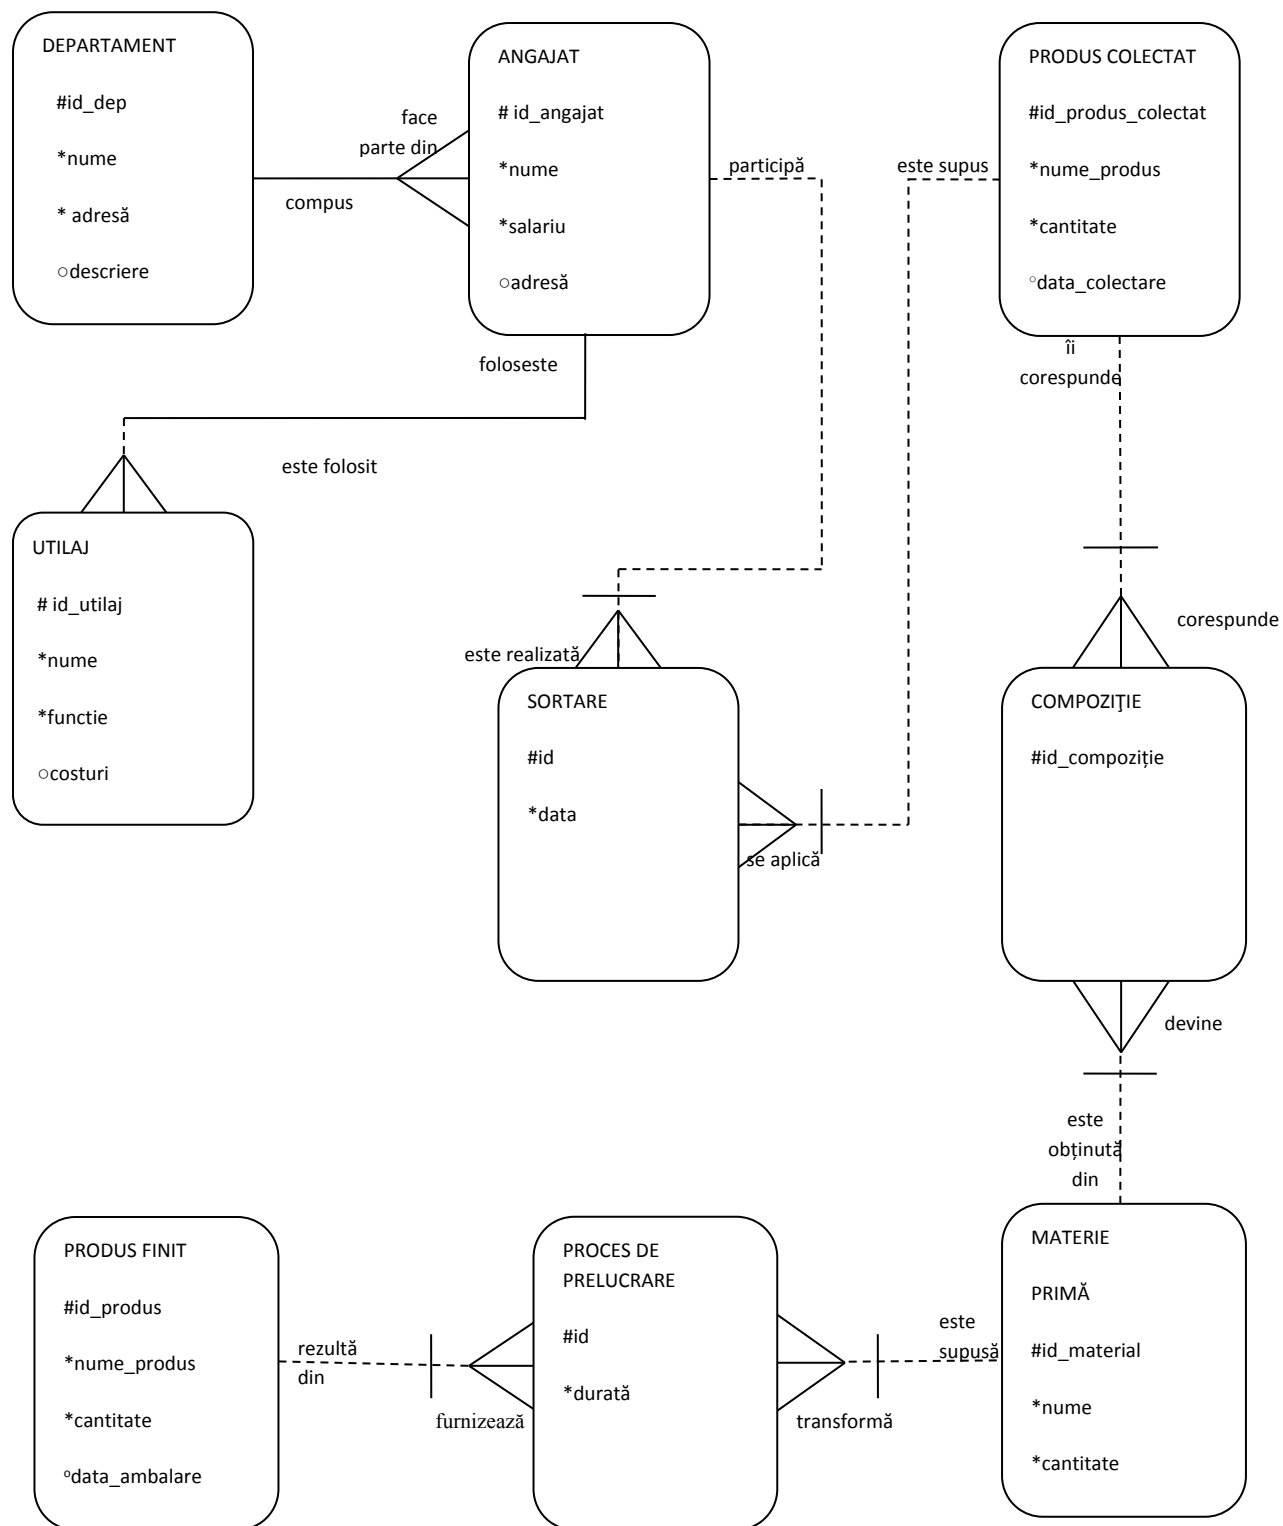 DEPARTAMENT
#id_dep
*nume
* adresă
○descriere
face
parte din
compus
ANGAJAT
# id_angajat
*nume
*salariu
○adresă
participă
este supus
PRODUS COLECTAT
#id_produs_colectat
*nume_produs
*cantitate
°data_colectare
îi
corespunde
foloseste
este folosit
UTILAJ
# id_utilaj
*nume
*functie
○costuri
este realizată
SORTARE
#id
*data
se aplică
corespunde
COMPOZIŢIE
#id_compoziție
devine
este
obținută
din
PRODUS FINIT
#id_produs
*nume_produs
*cantitate
°data_ambalare
rezultă
din
furnizează
PROCES DE
PRELUCRARE
#id
*durată
este
supusă
transformă
MATERIE
PRIMĂ
#id_material
*nume
*cantitate